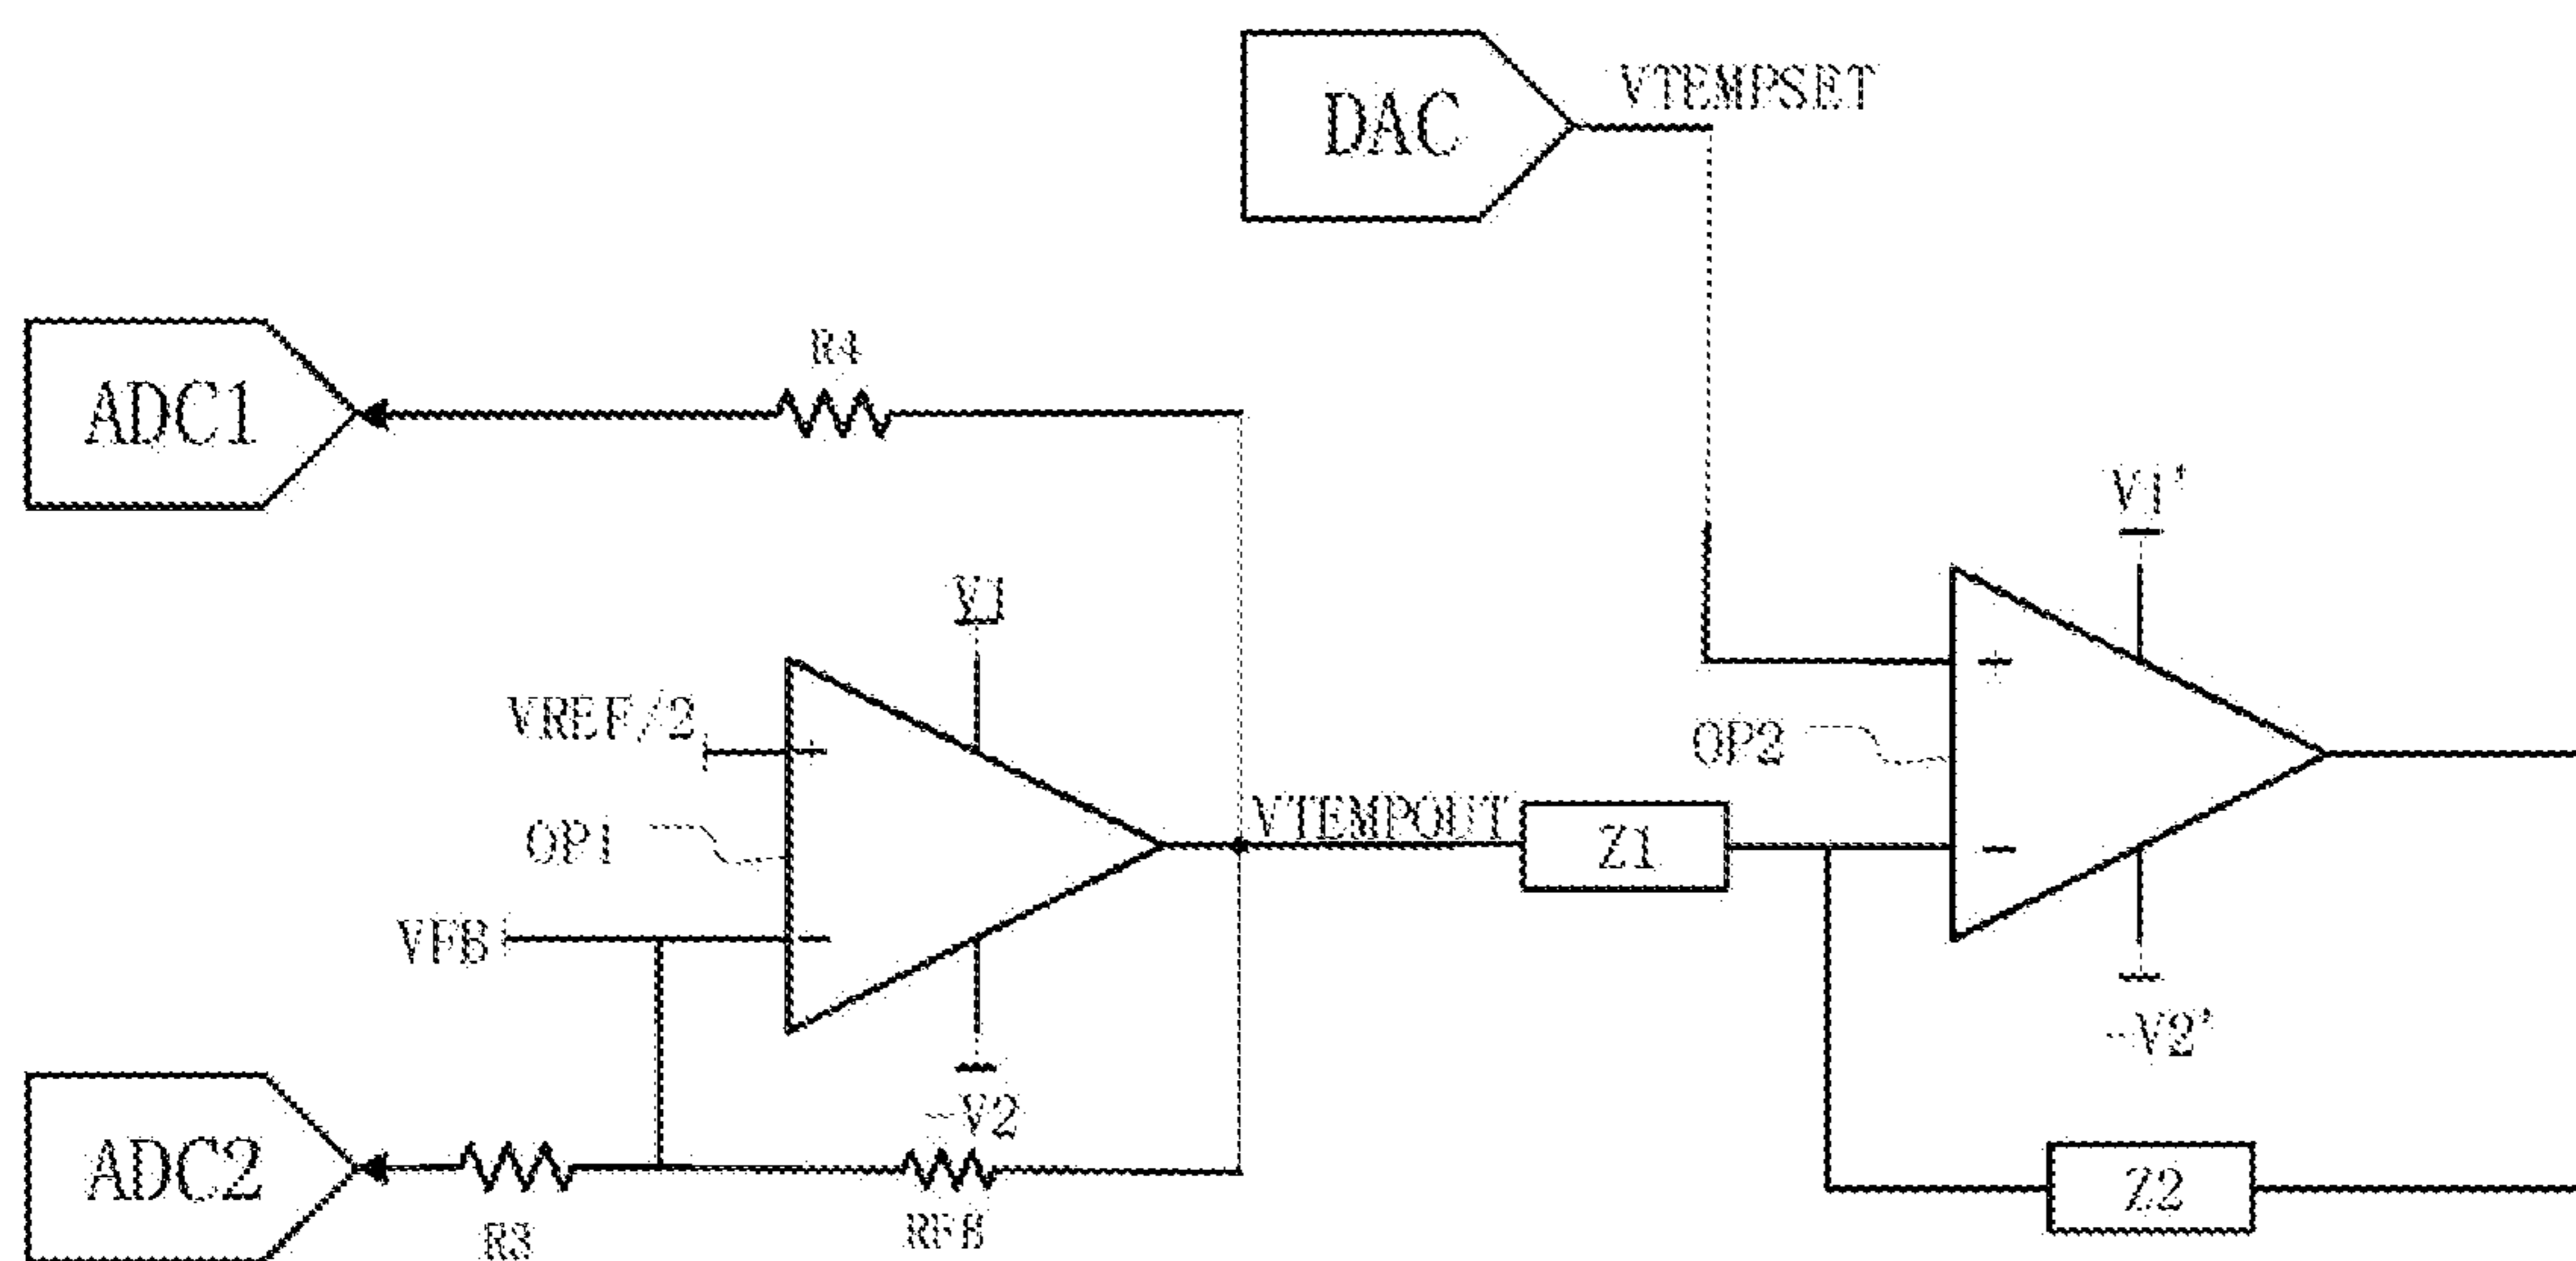 DAC
VTEMPSET
R4
ADC1
V1'
V1
VREF/2
+
+
OP2
OP1
VTEMPOUT
Z1
-
VFB
-
-V2'
-V2
ADC2
Z2
R3
RFB